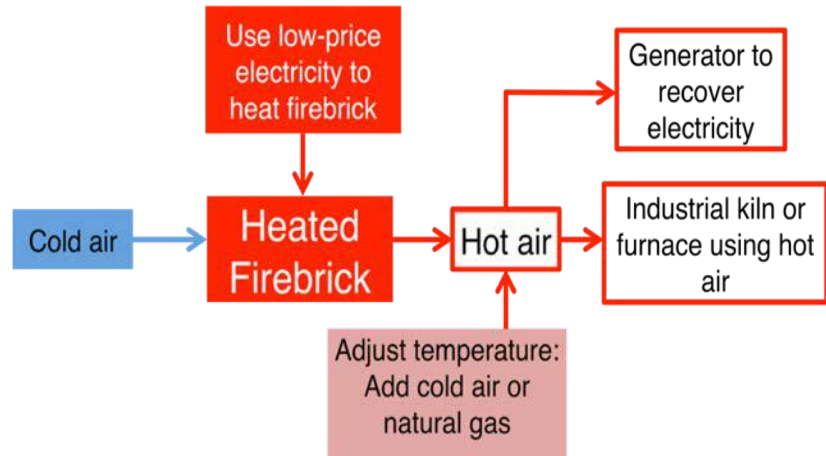 Use low-price
electricity to
heat firebrick
Generator to
recover
electricity
Cold air
Heated
Firebrick
Hot air
Industrial kiln or
furnace using hot
air
Adjust temperature:
Add cold air or
natural gas